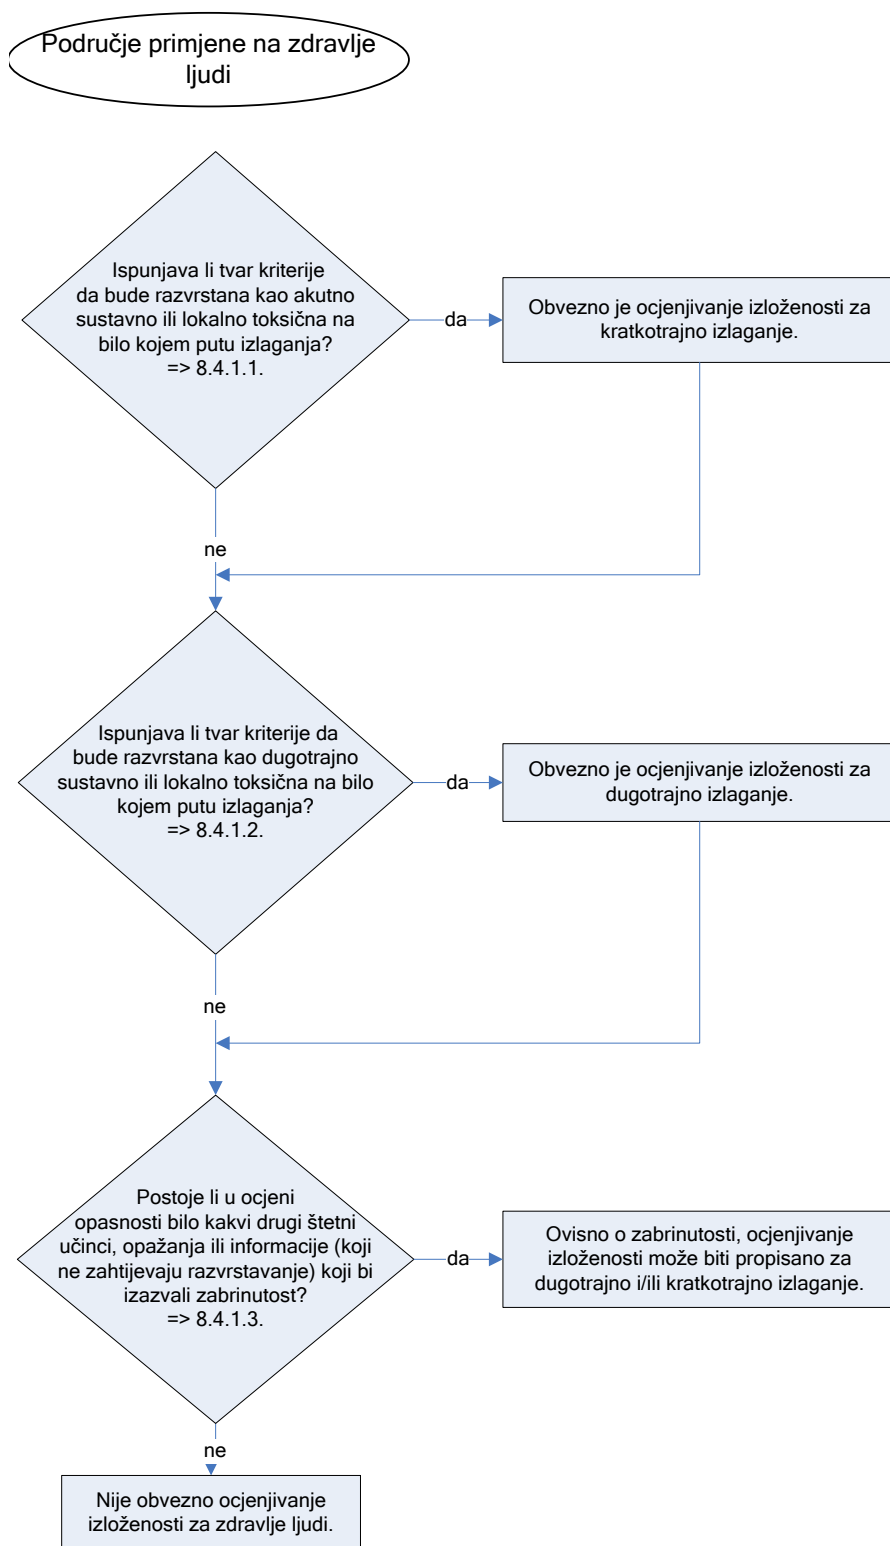 Područje primjene na zdravlje
ljudi
Ispunjava li tvar kriterije
da bude razvrstana kao akutno
sustavno ili lokalno toksična na
bilo kojem putu izlaganja?
=> 8.4.1.1.
da
Obvezno je ocjenjivanje izloženosti za
kratkotrajno izlaganje.
ne
Ispunjava li tvar kriterije da
bude razvrstana kao dugotrajno
sustavno ili lokalno toksična na bilo
kojem putu izlaganja?
=> 8.4.1.2.
da
Obvezno je ocjenjivanje izloženosti za
dugotrajno izlaganje.
ne
Postoje li u ocjeni
opasnosti bilo kakvi drugi štetni
učinci, opažanja ili informacije (koji
ne zahtijevaju razvrstavanje) koji bi
izazvali zabrinutost?
=> 8.4.1.3.
da
Ovisno o zabrinutosti, ocjenjivanje
izloženosti može biti propisano za
dugotrajno i/ili kratkotrajno izlaganje.
ne
Nije obvezno ocjenjivanje
izloženosti za zdravlje ljudi.